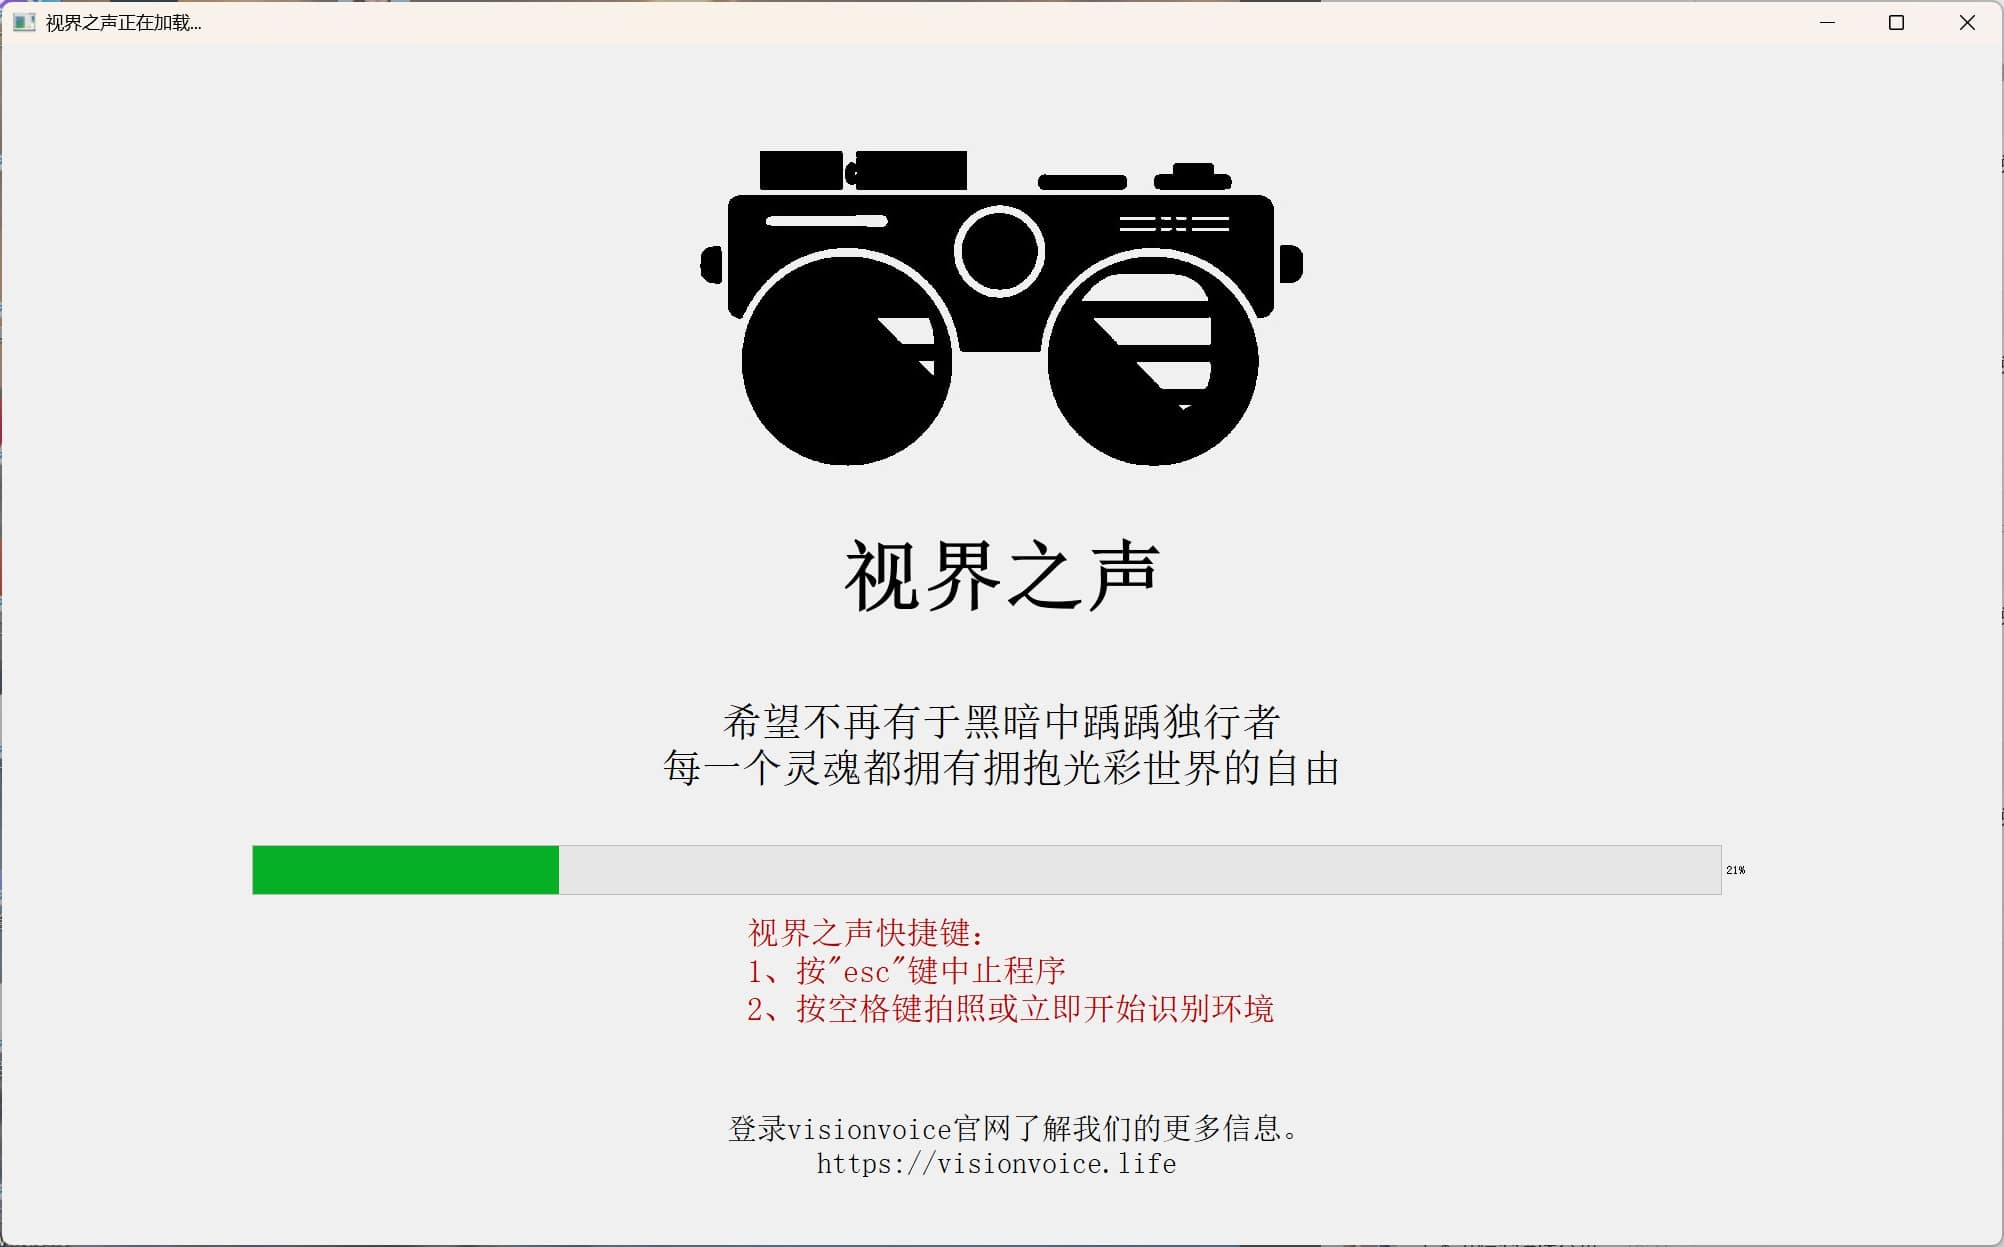 视界之声正在加载...
视界之声
希望不再有于黑暗中踽踽独行者
每一个灵魂都拥有拥抱光彩世界的自由
21%
视界之声快捷键：
1、按"esc"键中止程序
2、按空格键拍照或立即开始识别环境
登录visionvoice官网了解我们的更多信息。
https://visionvoice.life